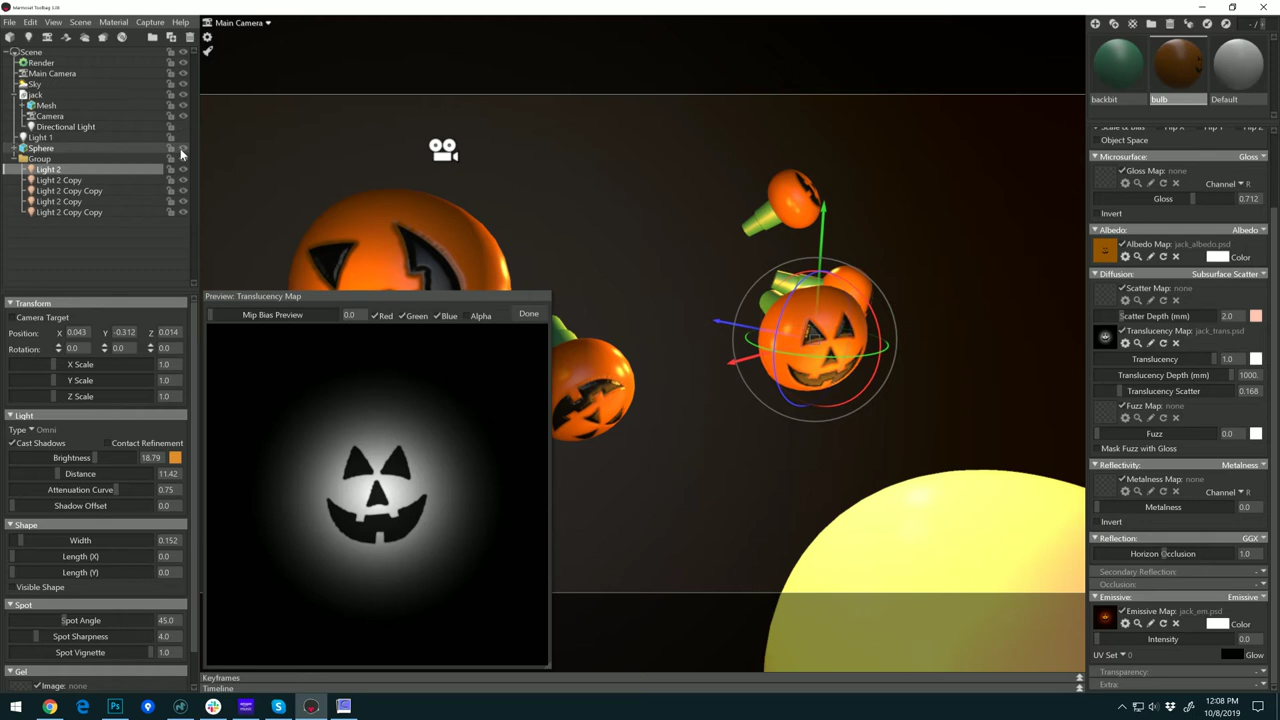 Marmoset Toolbag 3.08
File Edit View Scene Material Capture Help
Main Camera
Scene
Render
Main Camera
Sky
jack
Mesh
Camera
Directional Light
Light 1
Sphere
Group
Light 2
Light 2 Copy
Light 2 Copy Copy
Light 2 Copy
Light 2 Copy Copy
Transform
Camera Target
Position: X 0.043 Y -0.312 Z 0.014
Rotation: 0.0 0.0 0.0
X Scale 1.0
Y Scale 1.0
Z Scale 1.0
Light
Type Omni
Cast Shadows Contact Refinement
Brightness 18.79
Distance 11.42
Attenuation Curve 0.75
Shadow Offset 0.0
Shape
Width 0.152
Length (X) 0.0
Length (Y) 0.0
Visible Shape
Spot
Spot Angle 45.0
Spot Sharpness 4.0
Spot Vignette 1.0
Gel
Image: none
Preview: Translucency Map
Mip Bias Preview 0.0 Red Green Blue Alpha Done
Keyframes
Timeline
- / -
backbit bulb Default
Scale & Bias Flip X Flip Y Flip Z
Object Space
Microsurface: Gloss
Gloss Map: none
Channel R
Gloss 0.712
Invert
Albedo: Albedo
Albedo Map: jack_albedo.psd
Color
Diffusion: Subsurface Scatter
Scatter Map: none
Scatter Depth (mm) 2.0
Translucency Map: jack_trans.psd
Translucency 1.0
Translucency Depth (mm) 1000.
Translucency Scatter 0.168
Fuzz Map: none
Fuzz 0.0
Mask Fuzz with Gloss
Reflectivity: Metalness
Metalness Map: none
Channel R
Metalness 0.0
Invert
Reflection: GGX
Horizon Occlusion 1.0
Secondary Reflection: -
Occlusion: -
Emissive: Emissive
Emissive Map: jack_em.psd
Color
Intensity 0.0
UV Set 0 Glow
Transparency: -
Extra: -
12:08 PM
10/8/2019